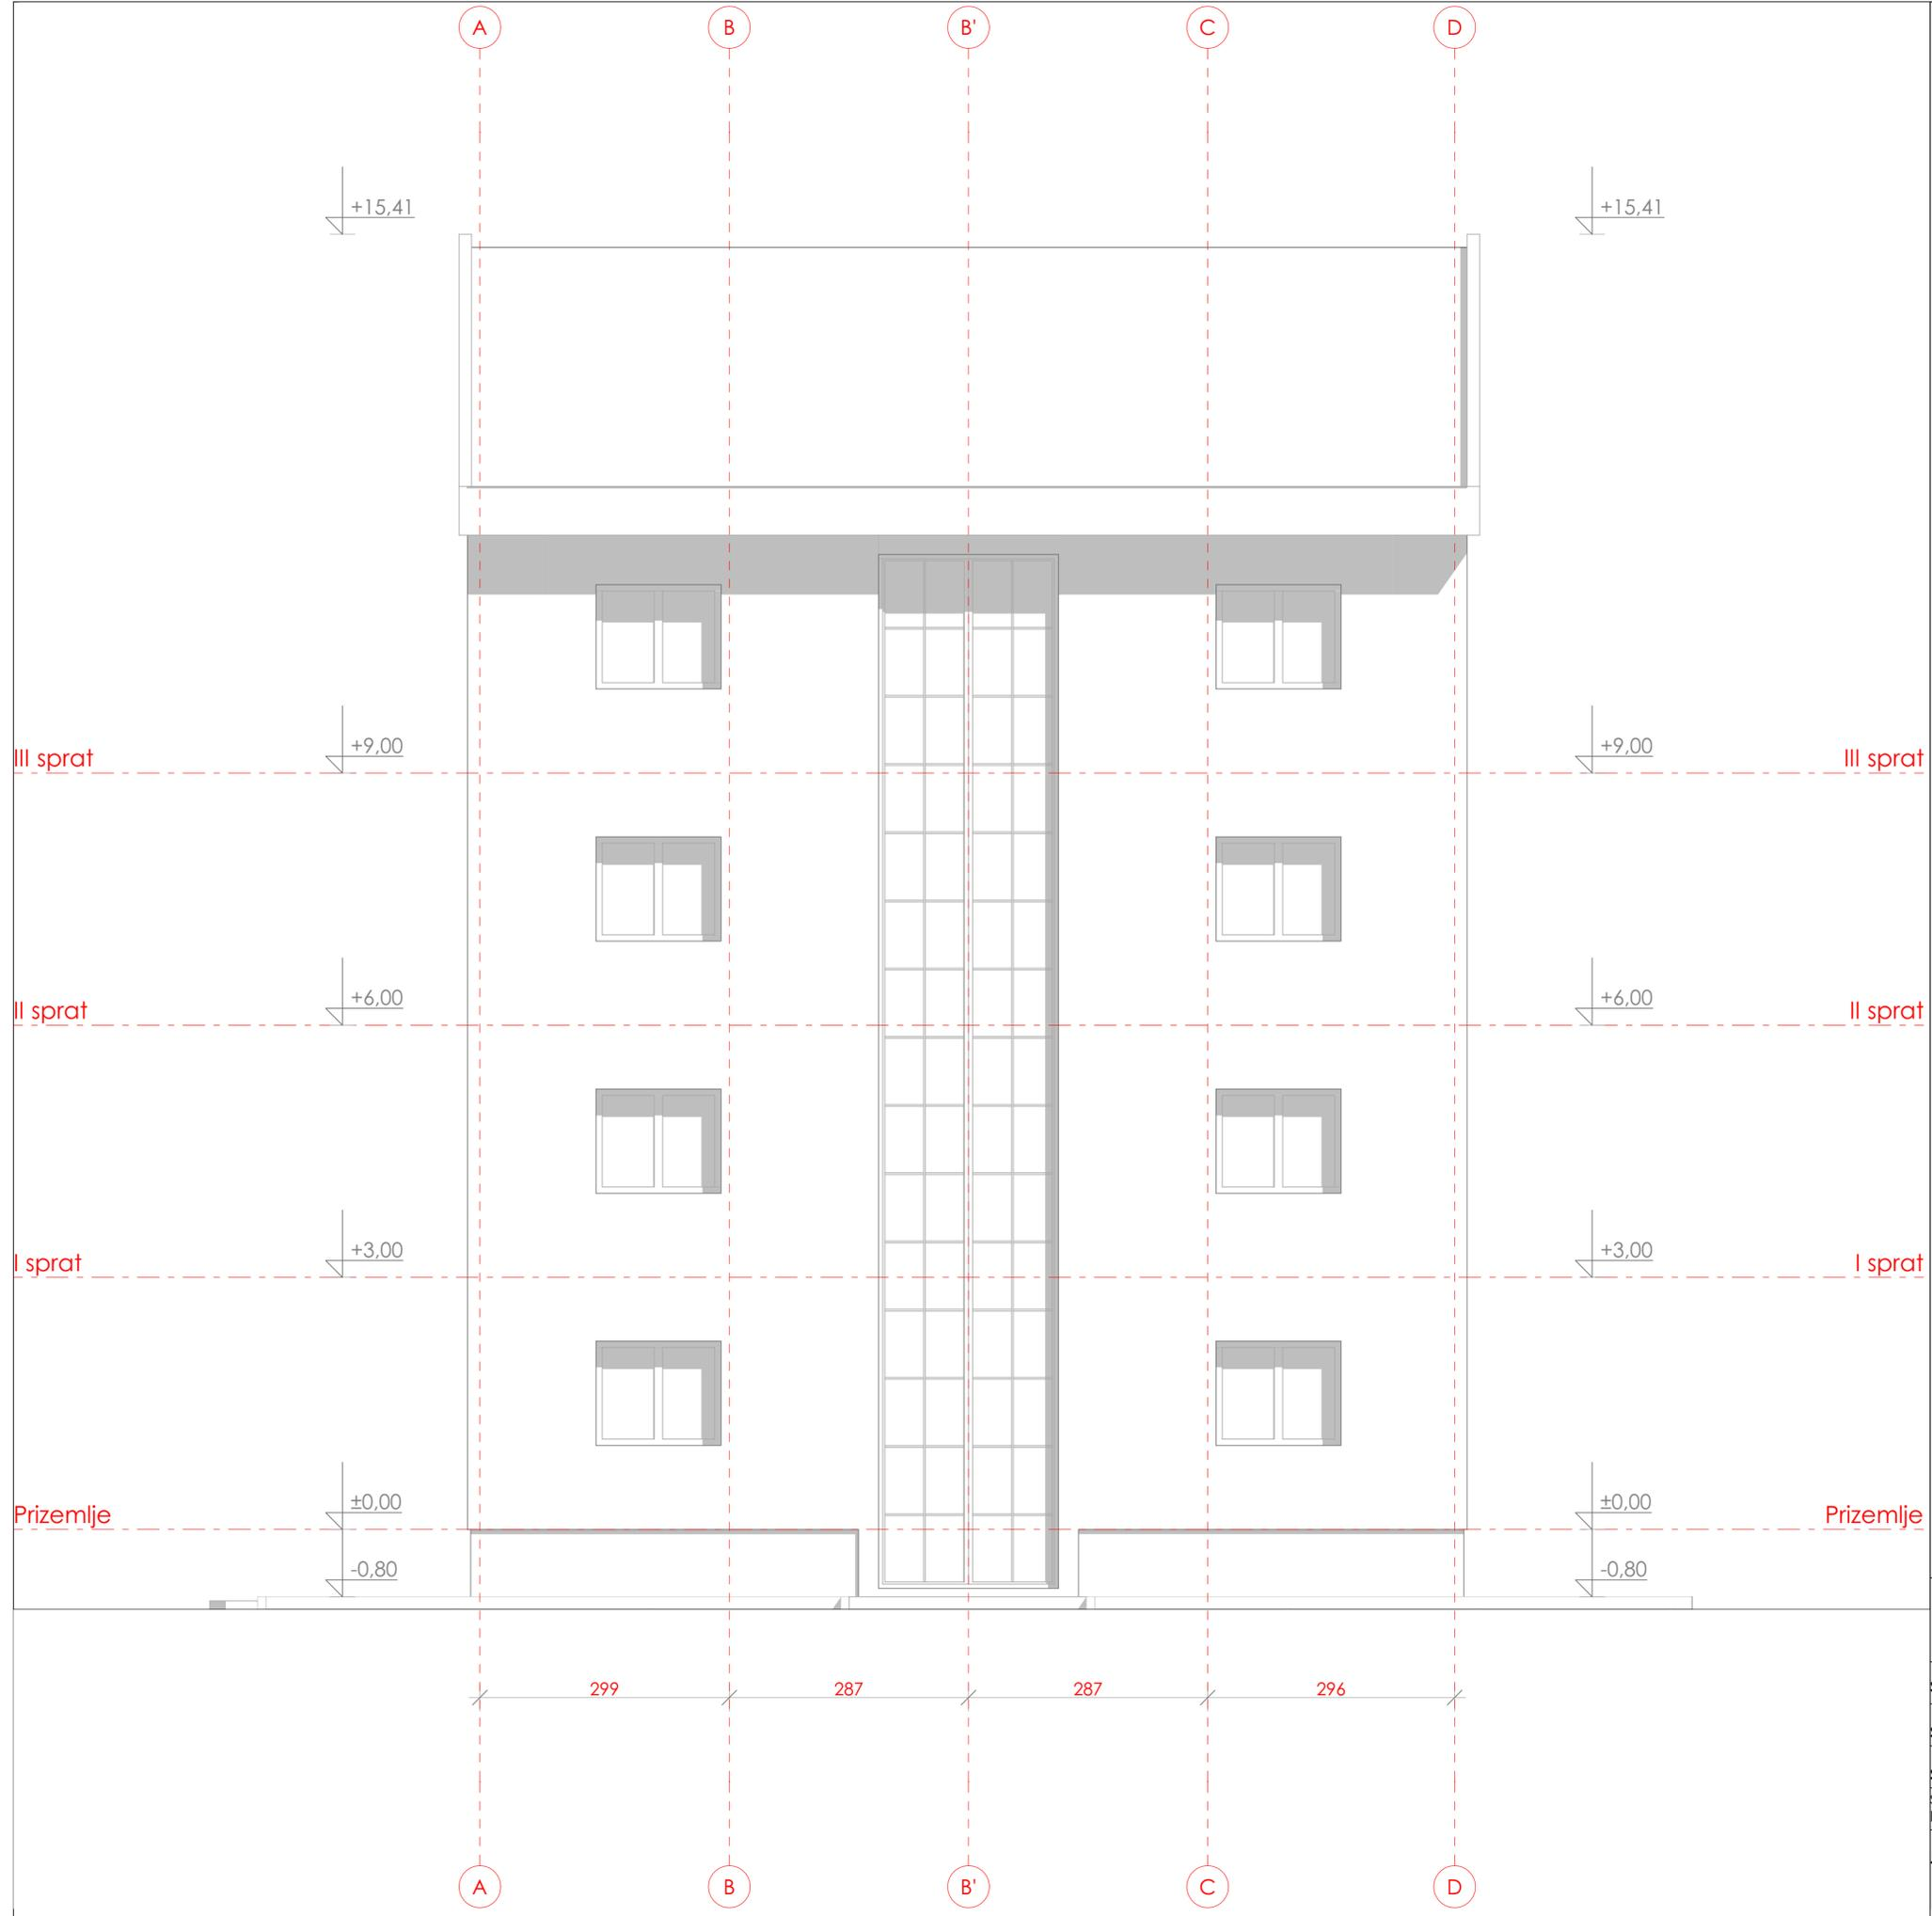 A B B' C D
+15,41 +15,41
+9,00 +9,00
III sprat III sprat
+6,00 +6,00
II sprat II sprat
+3,00 +3,00
I sprat I sprat
±0,00 ±0,00
Prizemlje Prizemlje
-0,80 -0,80
299 287 287 296
A B B' C D